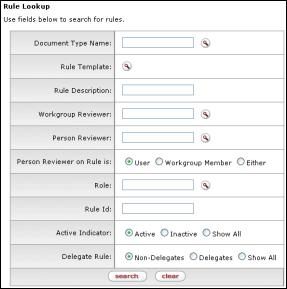 Rule Lookup
Use fields below to search for rules.
Document Type Name:
Rule Template:
Rule Description:
Workgroup Reviewer:
Person Reviewer:
Person Reviewer on Rule is: User Workgroup Member Either
Role:
Rule Id:
Active Indicator: Active Inactive Show All
Delegate Rule: Non-Delegates Delegates Show All
search clear